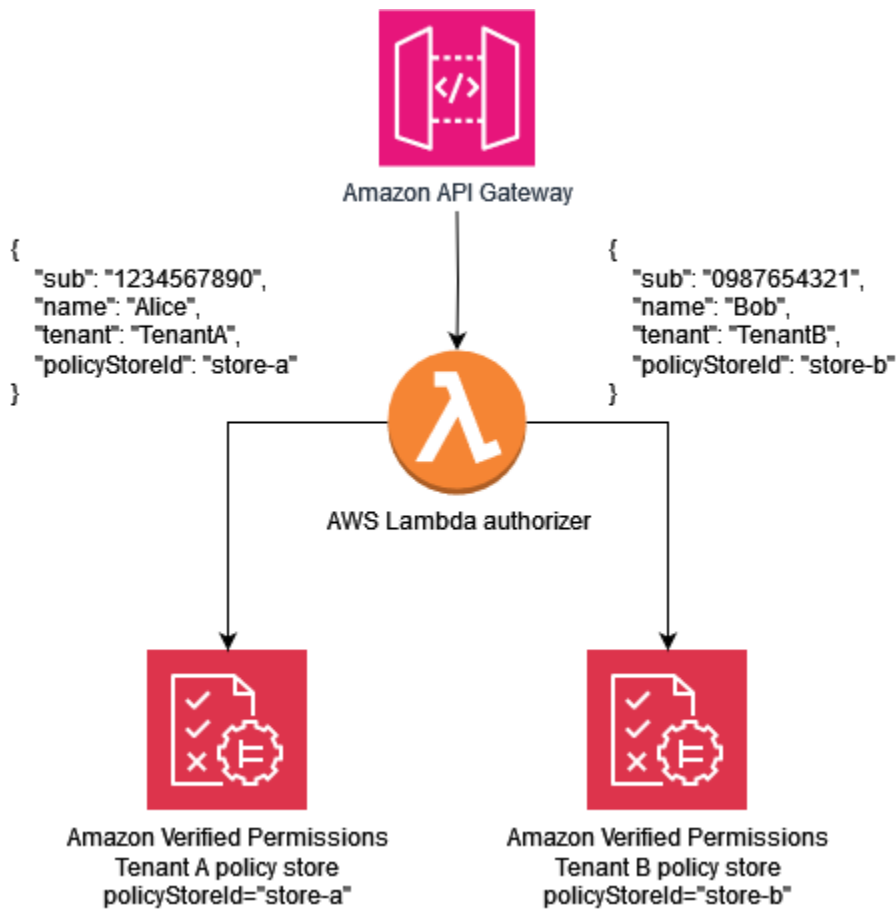 </>
Amazon API Gateway
{
"sub": "1234567890",
"name": "Alice",
"tenant": "TenantA",
"policyStoreId": "store-a"
}
{
"sub": "0987654321",
"name": "Bob",
"tenant": "TenantB",
"policyStoreId": "store-b"
}
AWS Lambda authorizer
Amazon Verified Permissions
Tenant A policy store
policyStoreId="store-a"
Amazon Verified Permissions
Tenant B policy store
policyStoreId="store-b"